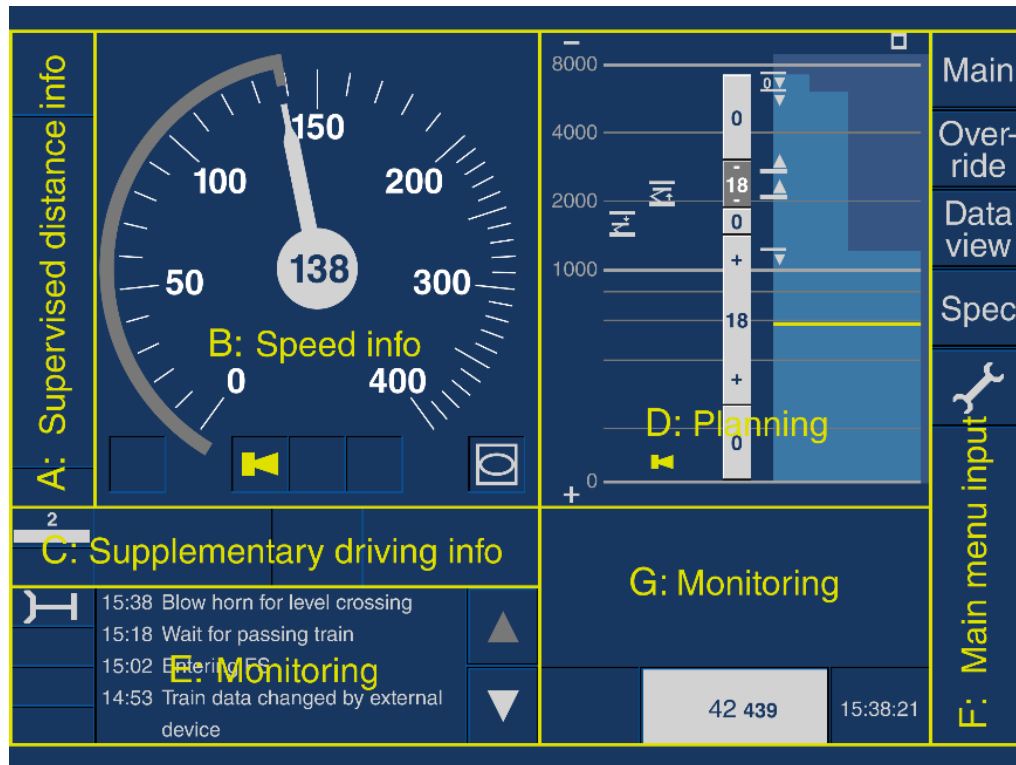 A: Supervised distance info
50
100
150
200
300
400
0
138
B: Speed info
8000
4000
2000
1000
0
−
+
0
-
18
-
0
+
18
+
0
0
D: Planning
Main
Over-
ride
Data
view
Spec
F: Main menu input
2
C: Supplementary driving info
15:38 Blow horn for level crossing
15:18 Wait for passing train
15:02 Entering FS
14:53 Train data changed by external
device
E: Monitoring
G: Monitoring
42 439
15:38:21